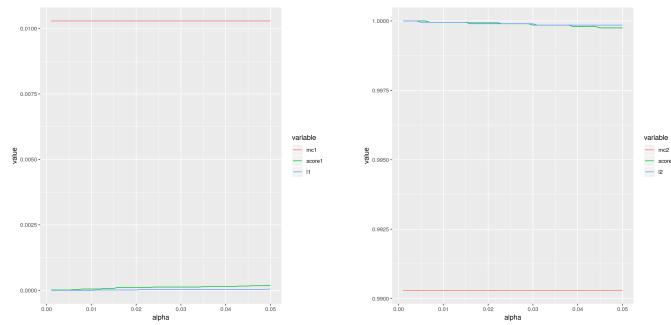 0.0100
0.0075
0.0050
0.0025
0.0000
value
0.00
0.01
0.02
0.03
0.04
0.05
alpha
variable
mc1
score1
l1
1.0000
0.9975
0.9950
0.9925
0.9900
value
0.00
0.01
0.02
0.03
0.04
0.05
alpha
variable
mc2
score
l2